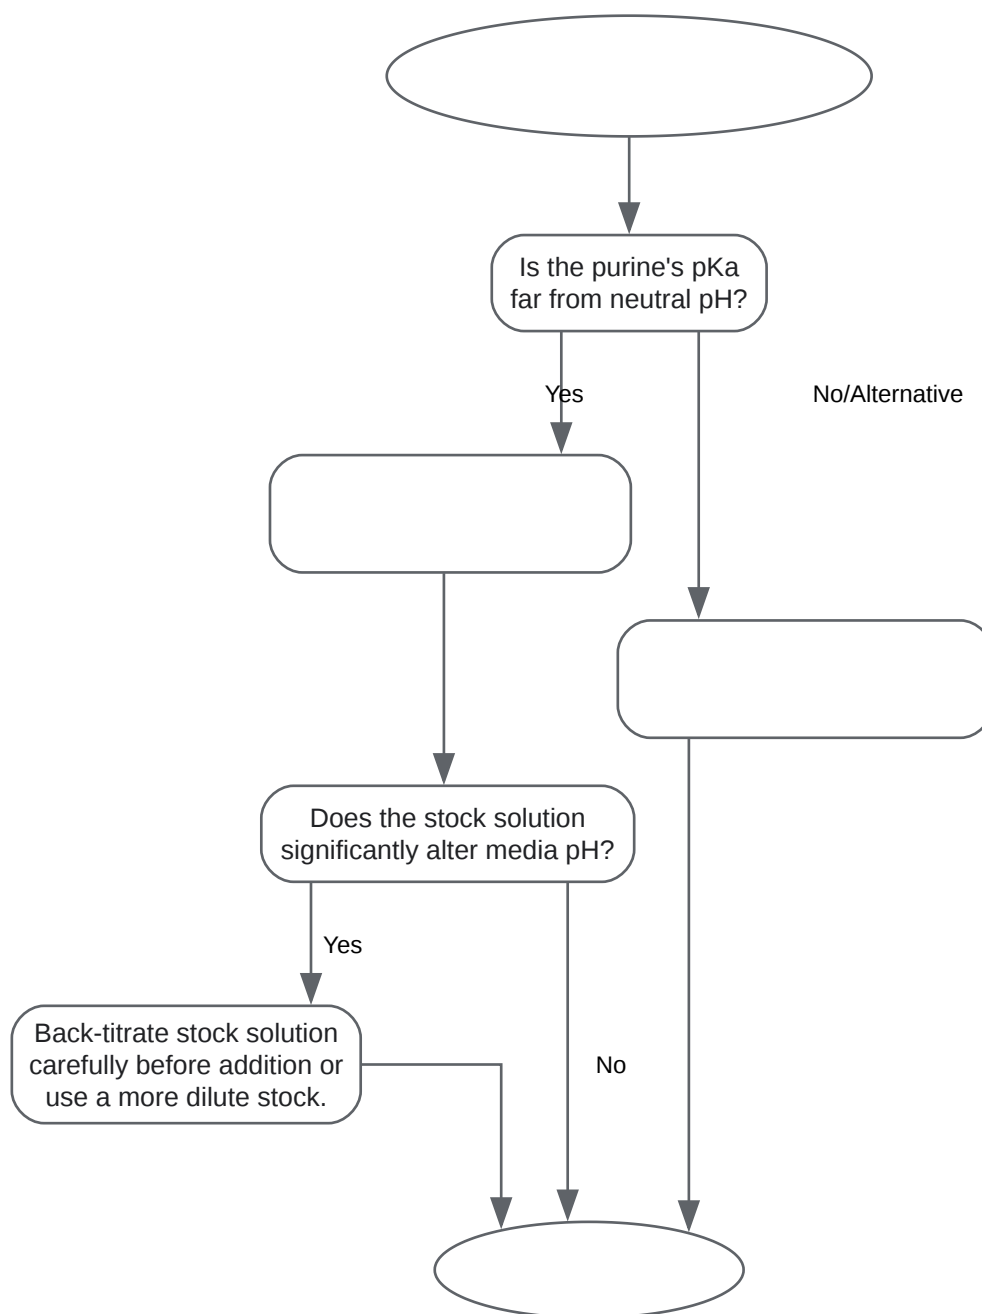 Is the purine's pKa
far from neutral pH?
Yes
No/Alternative
Does the stock solution
significantly alter media pH?
Yes
Back-titrate stock solution
carefully before addition or
use a more dilute stock.
No